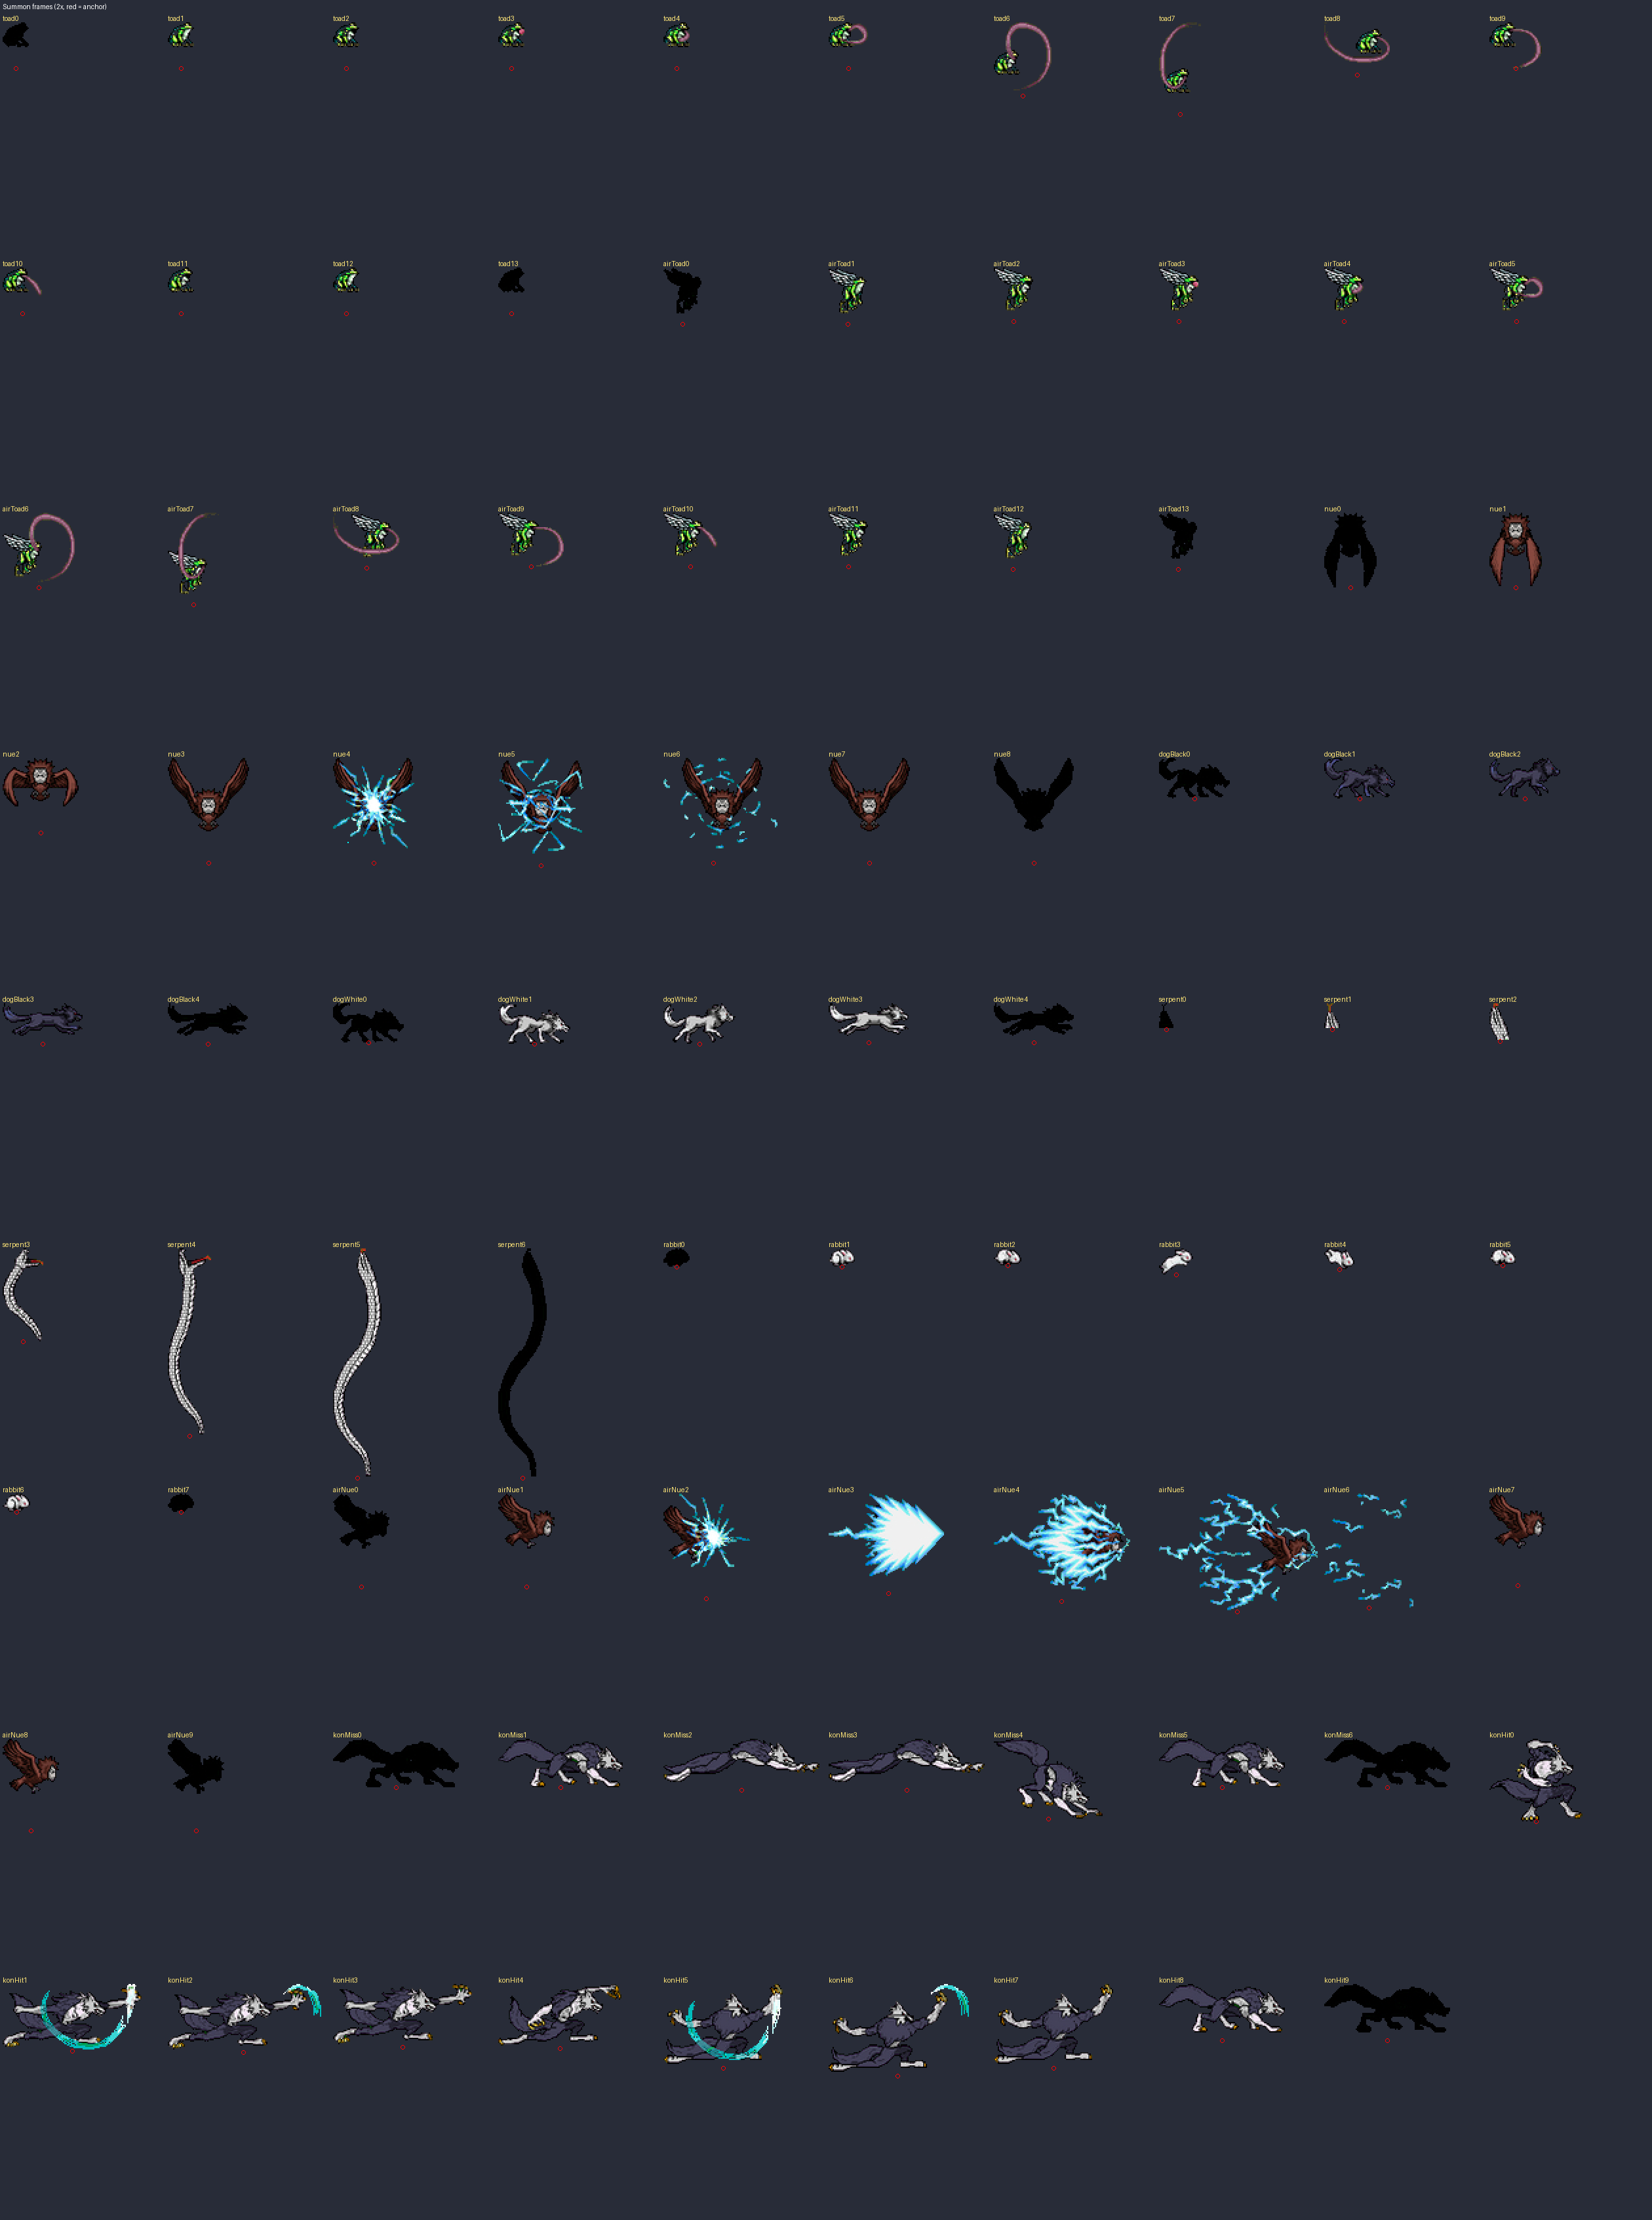 Summon frames (2x, red = anchor)
toad0 toad1 toad2 toad3 toad4 toad5 toad6 toad7 toad8 toad9
toad10 toad11 toad12 toad13 airToad0 airToad1 airToad2 airToad3 airToad4 airToad5
airToad6 airToad7 airToad8 airToad9 airToad10 airToad11 airToad12 airToad13 nue0 nue1
nue2 nue3 nue4 nue5 nue6 nue7 nue8 dogBlack0 dogBlack1 dogBlack2
dogBlack3 dogBlack4 dogWhite0 dogWhite1 dogWhite2 dogWhite3 dogWhite4 serpent0 serpent1 serpent2
serpent3 serpent4 serpent5 serpent6 rabbit0 rabbit1 rabbit2 rabbit3 rabbit4 rabbit5
rabbit6 rabbit7 airNue0 airNue1 airNue2 airNue3 airNue4 airNue5 airNue6 airNue7
airNue8 airNue9 konMiss0 konMiss1 konMiss2 konMiss3 konMiss4 konMiss5 konMiss6 konHit0
konHit1 konHit2 konHit3 konHit4 konHit5 konHit6 konHit7 konHit8 konHit9